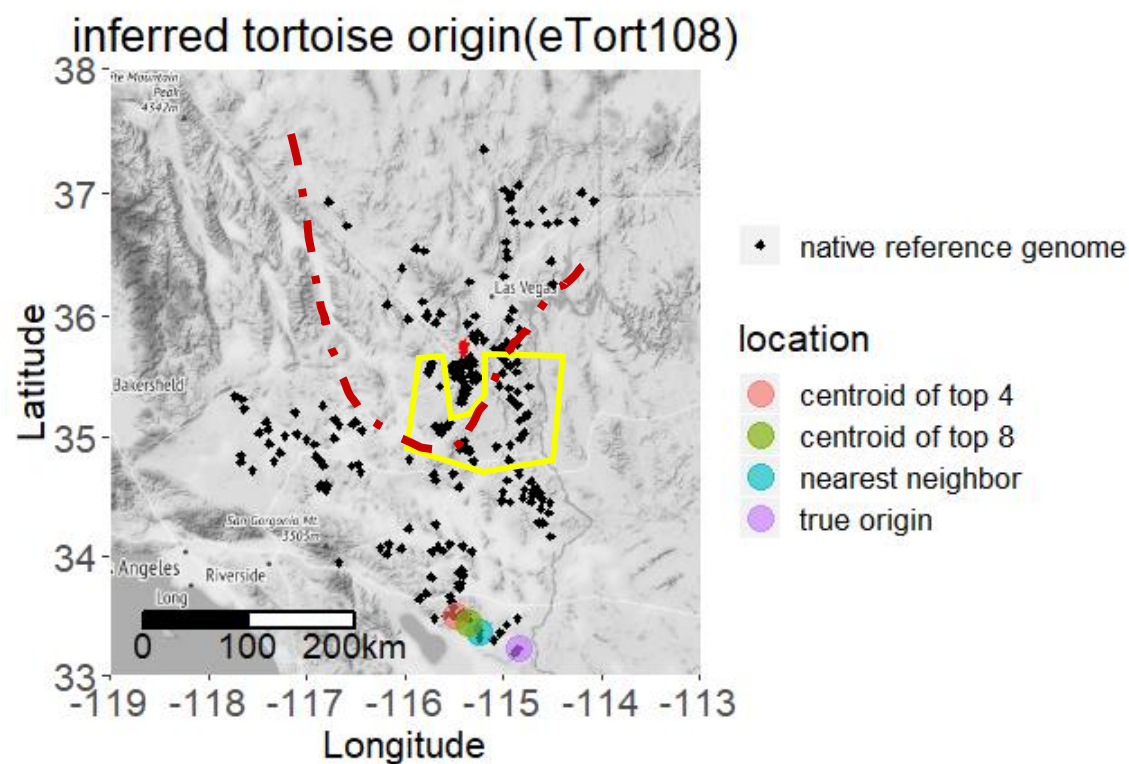 inferred tortoise origin(eTort108)
38
37
36
35
34
33
Latitude
te Mountain
Peak
4342m
Las Vegas
Bakersfield
San Gorgonio Mt.
3505m
Angeles
Riverside
Long
0 100 200km
-119 -118 -117 -116 -115 -114 -113
Longitude
native reference genome
location
centroid of top 4
centroid of top 8
nearest neighbor
true origin